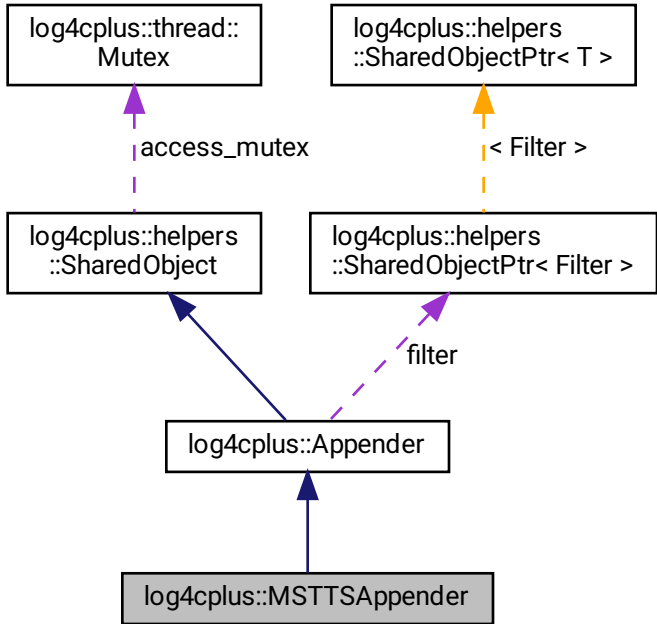 log4cplus::thread::
Mutex
log4cplus::helpers
::SharedObjectPtr< T >
access_mutex
< Filter >
log4cplus::helpers
::SharedObject
log4cplus::helpers
::SharedObjectPtr< Filter >
filter
log4cplus::Appender
log4cplus::MSTTSAppender